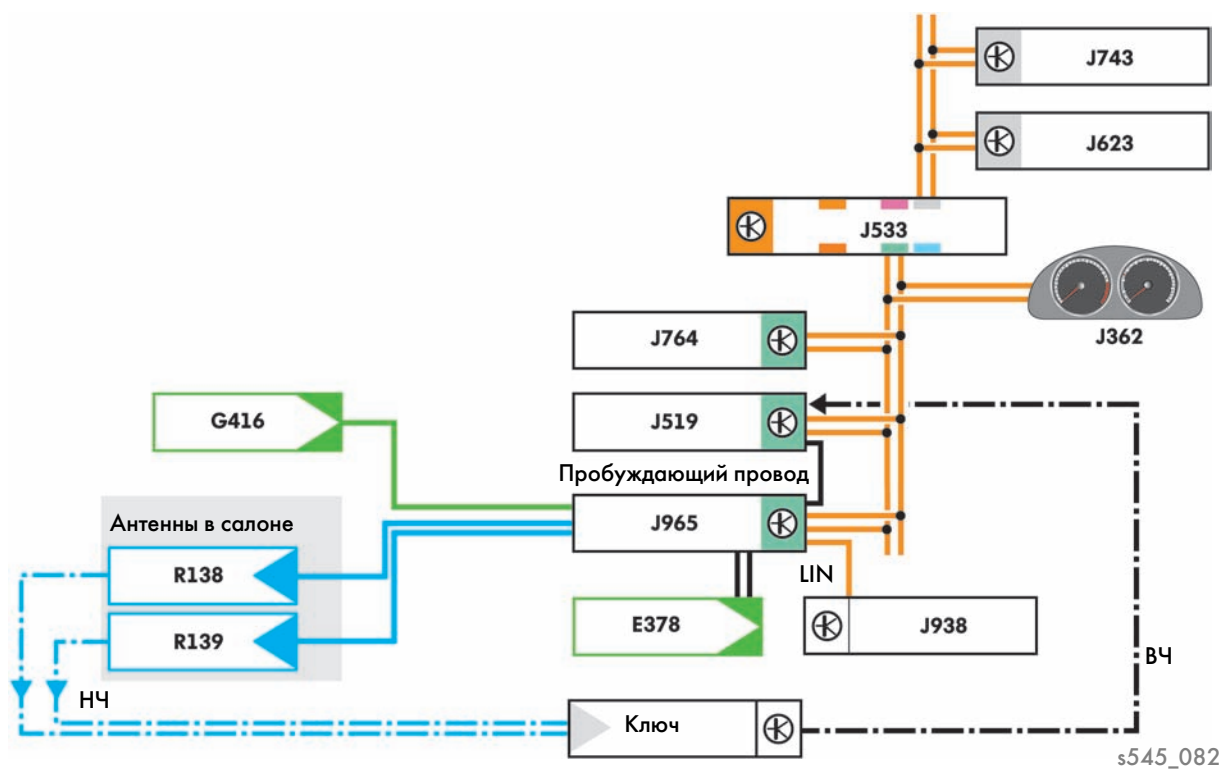 J743
J623
J533
J362
J764
G416
J519
Пробуждающий провод
Антенны в салоне
J965
R138
LIN
R139
E378
J938
ВЧ
НЧ
Ключ
s545_082